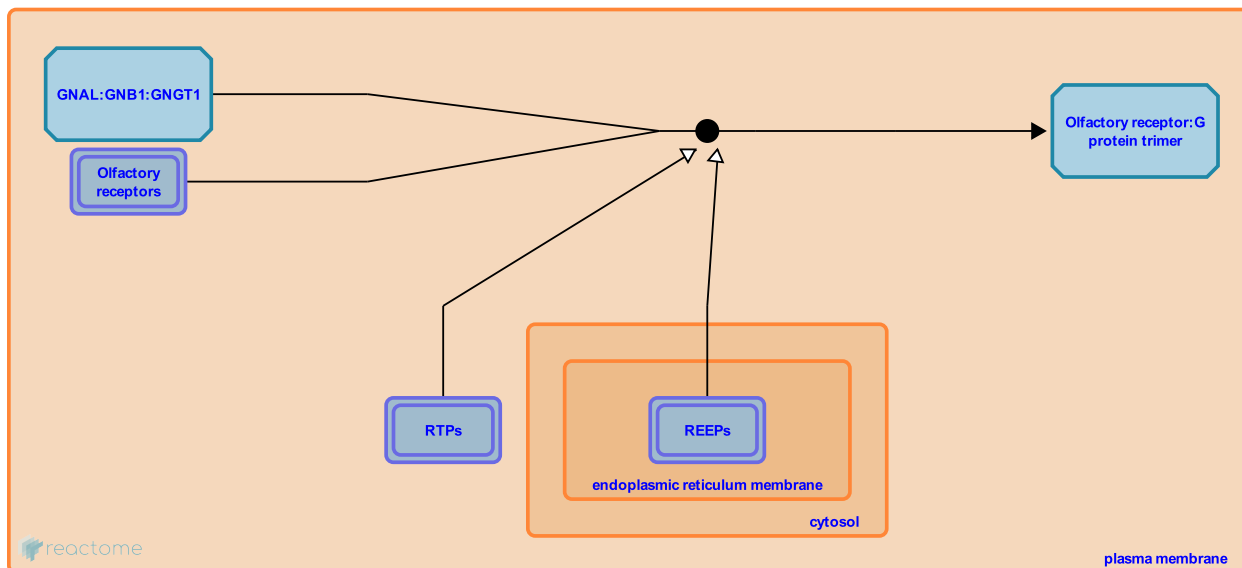 GNAL:GNB1:GNGT1
Olfactory
receptors
Olfactory receptor:G
protein trimer
RTPs
REEPs
endoplasmic reticulum membrane
cytosol
reactome
plasma membrane